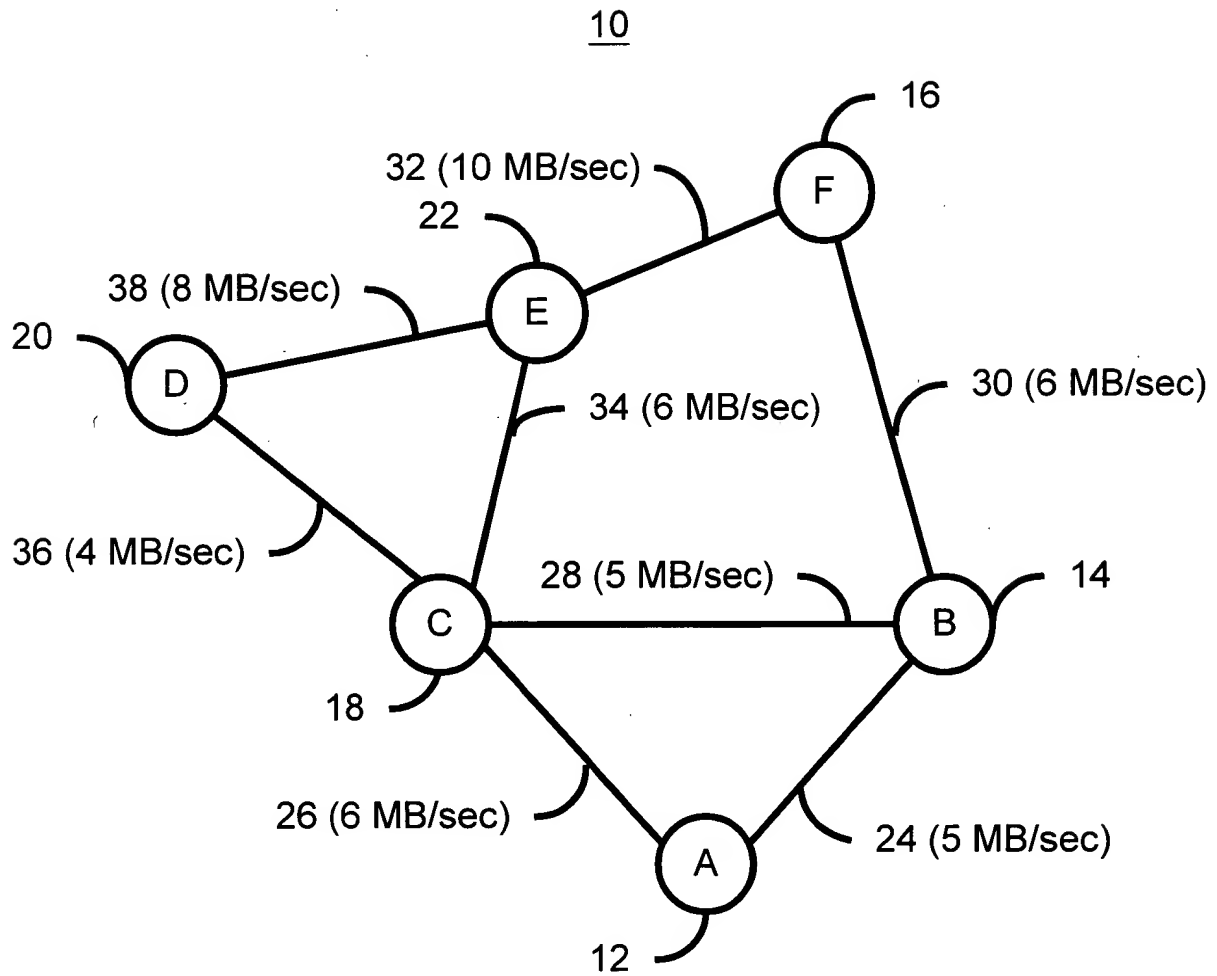 10
16
32 (10 MB/sec)
F
22
38 (8 MB/sec)
E
20
D
34 (6 MB/sec)
30 (6 MB/sec)
36 (4 MB/sec)
28 (5 MB/sec)
14
C
B
18
26 (6 MB/sec)
24 (5 MB/sec)
A
12